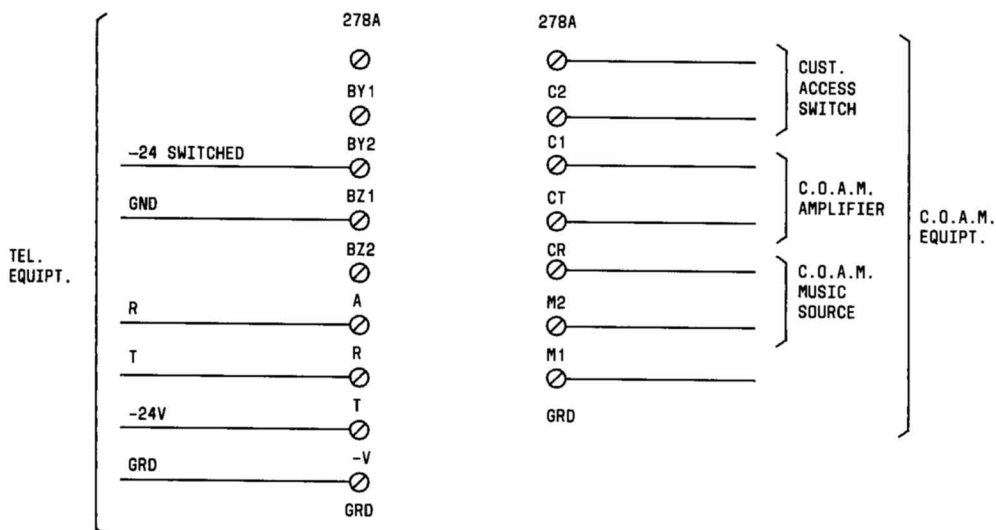 278A
BY1
BY2
-24 SWITCHED
BZ1
GND
BZ2
TEL.
EQUIPT.
A
R
R
T
T
-24V
-V
GRD
GRD
278A
C2
C1
CT
CR
M2
M1
GRD
CUST.
ACCESS
SWITCH
C.O.A.M.
AMPLIFIER
C.O.A.M.
MUSIC
SOURCE
C.O.A.M.
EQUIPT.